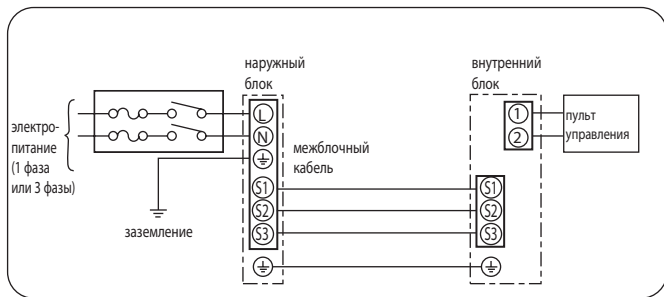 наружный
блок
внутренний
блок
электро-
питание
(1 фаза
или 3 фазы)
L
N
межблочный
кабель
заземление
S1
S2
S3
1
2
пульт
управления
S1
S2
S3